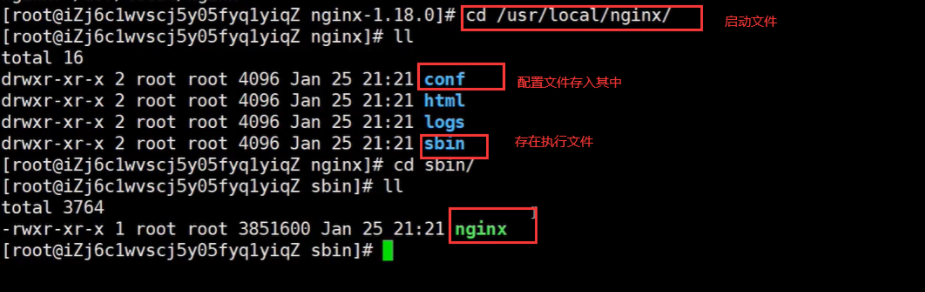 [root@iZj6c1wvscj5y05fyq1yiqZ nginx-1.18.0]# cd /usr/local/nginx/ 启动文件
[root@iZj6c1wvscj5y05fyq1yiqZ nginx]# ll
total 16
drwxr-xr-x 2 root root 4096 Jan 25 21:21 conf 配置文件存入其中
drwxr-xr-x 2 root root 4096 Jan 25 21:21 html
drwxr-xr-x 2 root root 4096 Jan 25 21:21 logs
drwxr-xr-x 2 root root 4096 Jan 25 21:21 sbin 存在执行文件
[root@iZj6c1wvscj5y05fyq1yiqZ nginx]# cd sbin/
[root@iZj6c1wvscj5y05fyq1yiqZ sbin]# ll
total 3764
-rwxr-xr-x 1 root root 3851600 Jan 25 21:21 nginx
[root@iZj6c1wvscj5y05fyq1yiqZ sbin]#